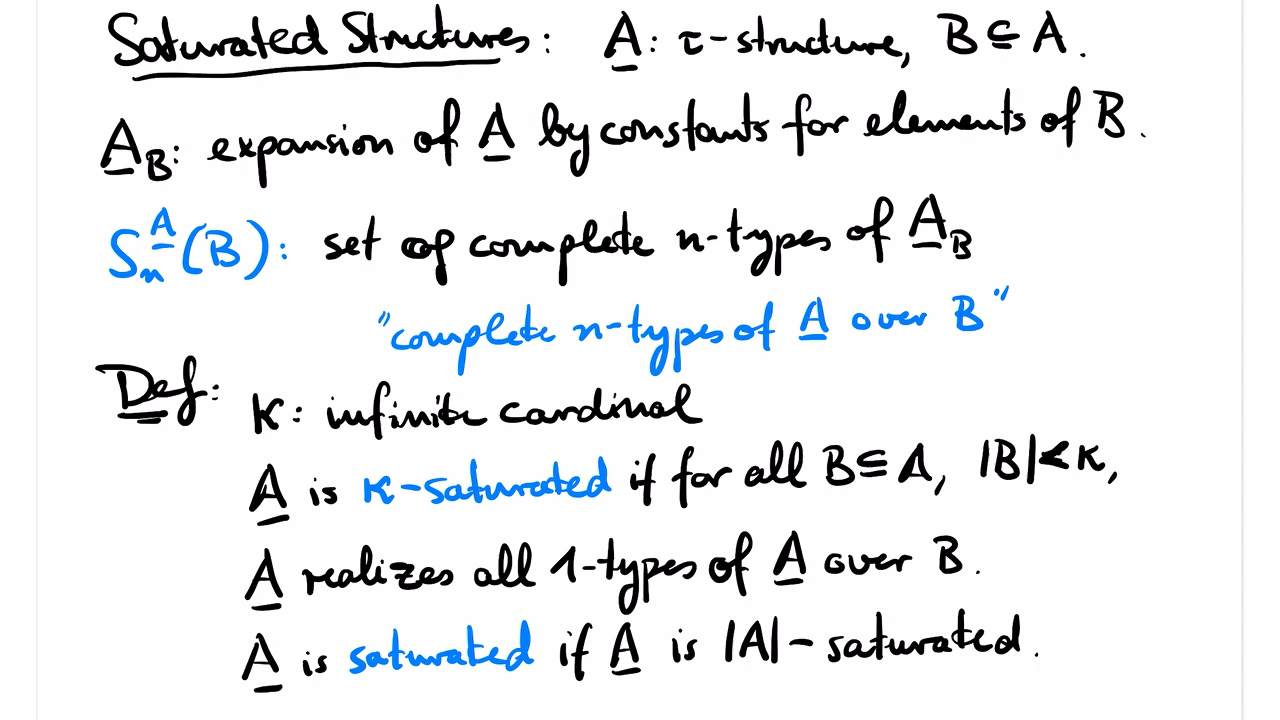 Saturated Structures: A: τ-structure, B ⊆ A.
A_B: expansion of A by constants for elements of B.
S_n^A(B): set of complete n-types of A_B
"complete n-types of A over B"
Def: κ: infinite cardinal
A is κ-saturated if for all B ⊆ A, |B| < κ,
A realizes all 1-types of A over B.
A is saturated if A is |A|-saturated.